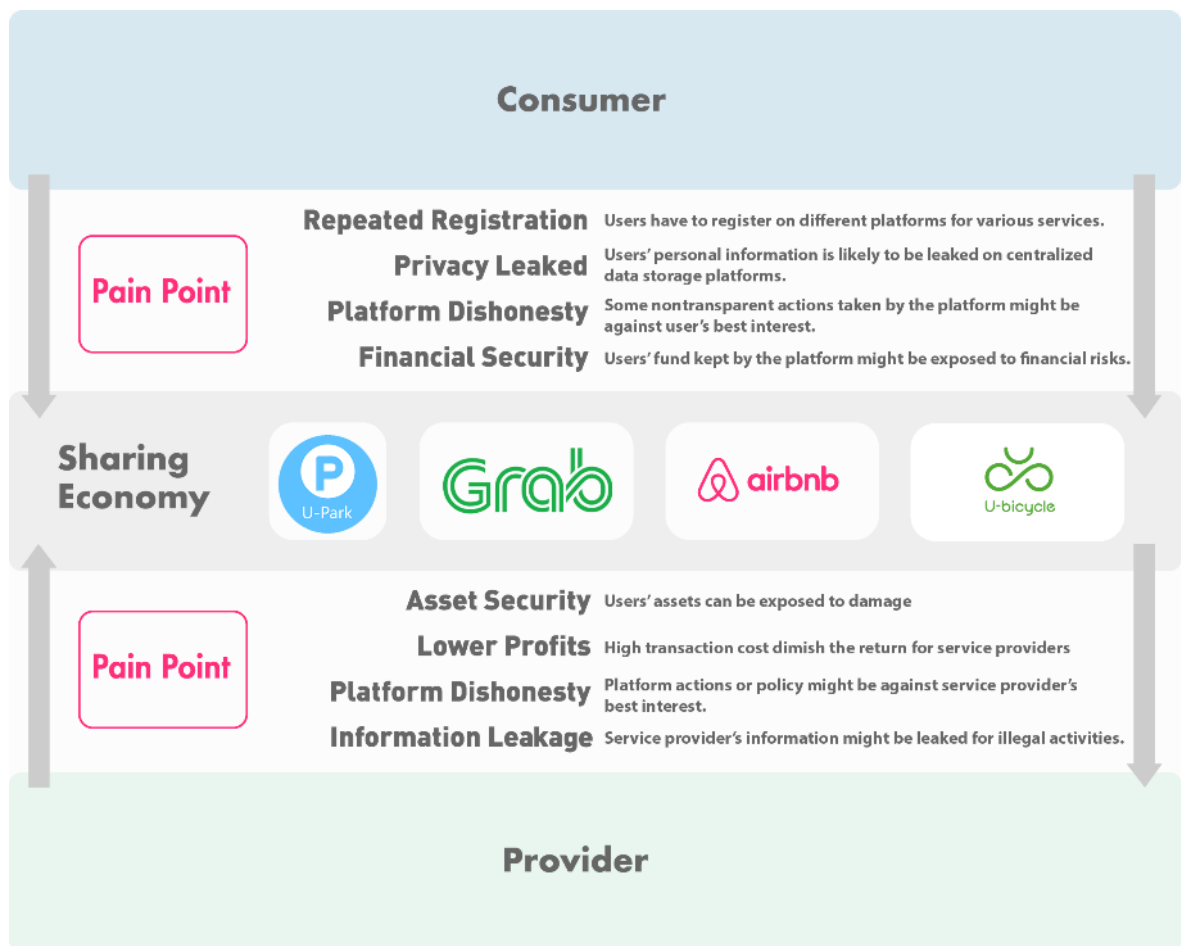 Consumer
Pain Point
Repeated Registration
Users have to register on different platforms for various services.
Privacy Leaked
Users' personal information is likely to be leaked on centralized
data storage platforms.
Platform Dishonesty
Some nontransparent actions taken by the platform might be
against user's best interest.
Financial Security
Users' fund kept by the platform might be exposed to financial risks.
Sharing
Economy
P
U-Park
Grab
airbnb
U-bicycle
Pain Point
Asset Security
Users' assets can be exposed to damage
Lower Profits
High transaction cost dimish the return for service providers
Platform Dishonesty
Platform actions or policy might be against service provider's
best interest.
Information Leakage
Service provider's information might be leaked for illegal activities.
Provider